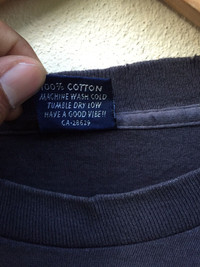 100% COTTON
MACHINE WASH COLD
TUMBLE DRY LOW
HAVE A GOOD VIBE!!
CA-28629